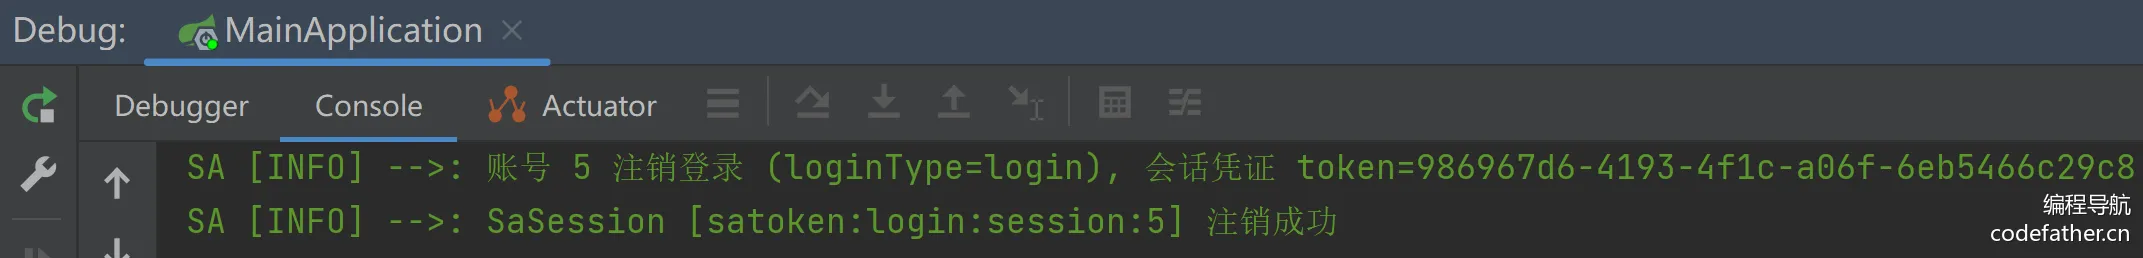 Debug: MainApplication
Debugger Console Actuator
SA [INFO] -->: 账号 5 注销登录 (loginType=login), 会话凭证 token=986967d6-4193-4f1c-a06f-6eb5466c29c8
SA [INFO] -->: SaSession [satoken:login:session:5] 注销成功
编程导航
codefather.cn